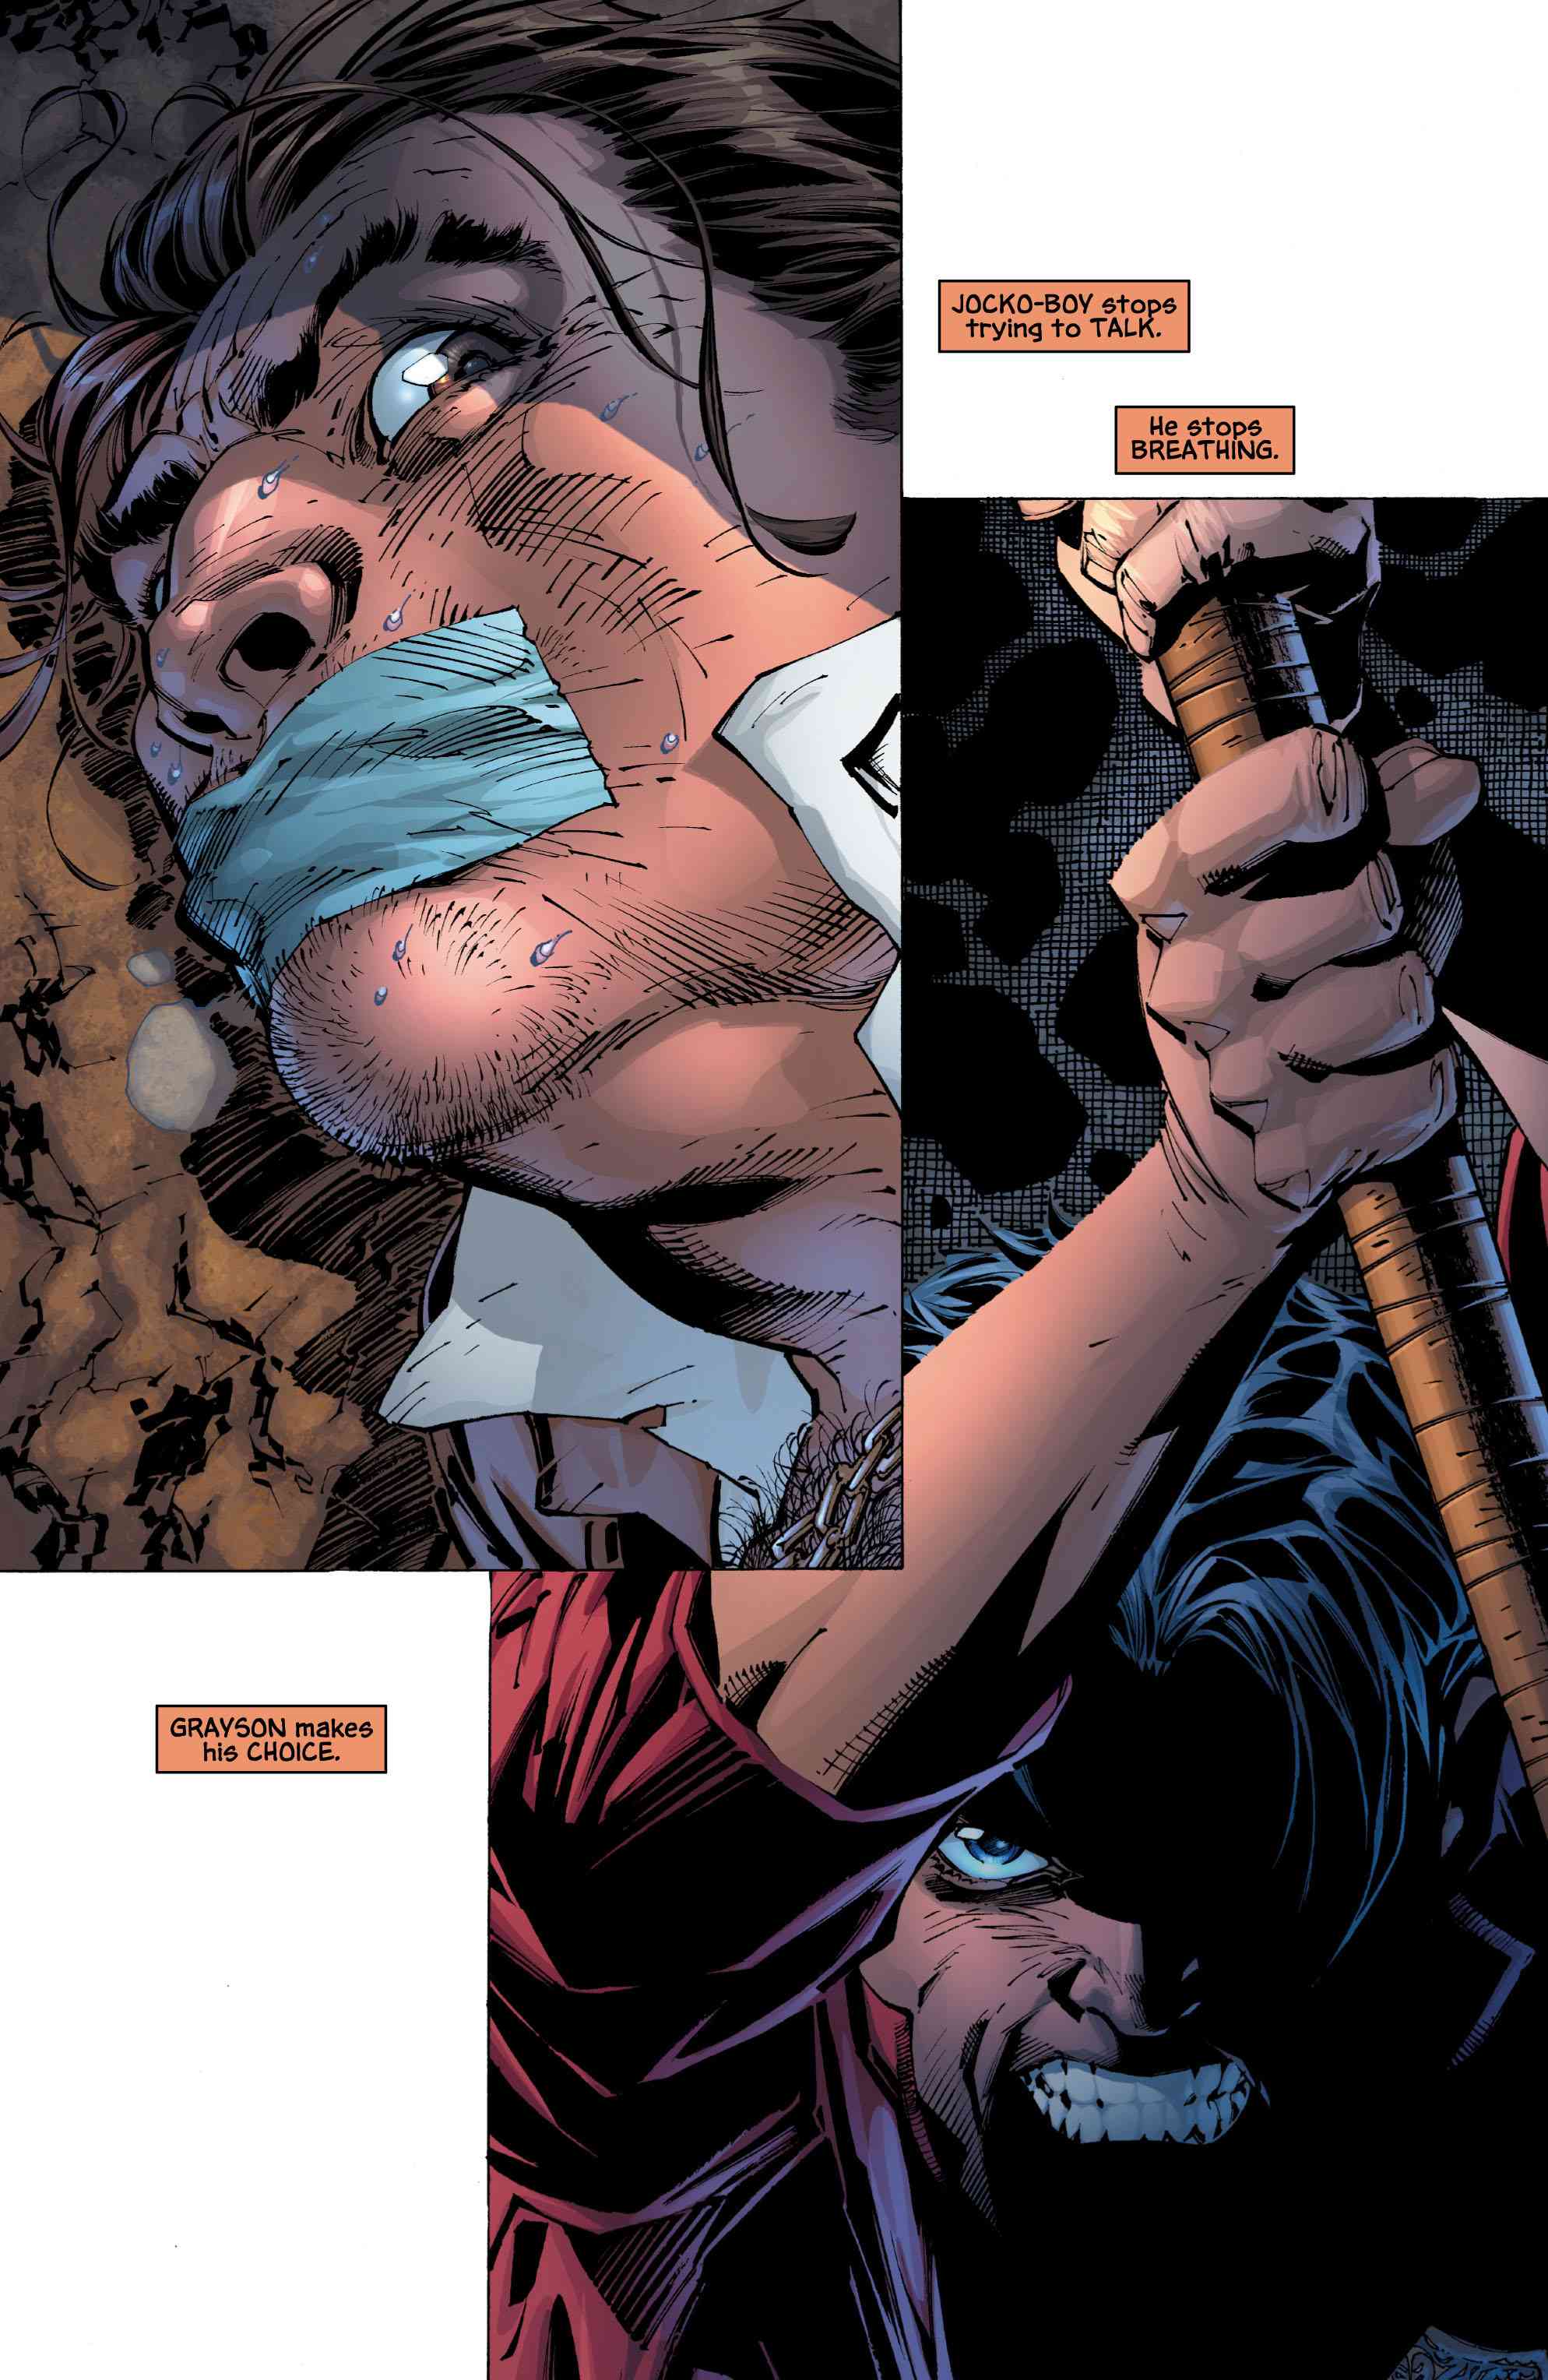 JOCKO-BOY stops
trying to TALK.
He stops
BREATHING.
GRAYSON makes
his CHOICE.